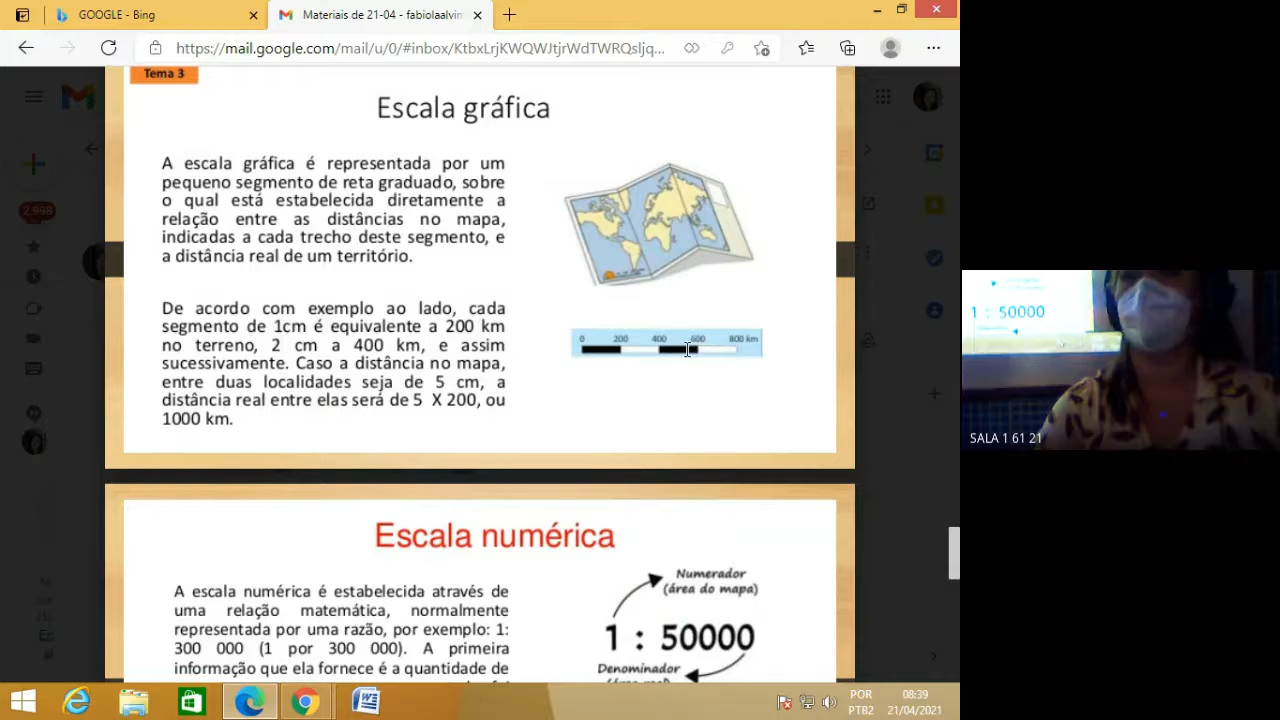 GOOGLE - Bing
Materiais de 21-04 - fabiolaalvin
https://mail.google.com/mail/u/0/#inbox/KtbxLrjKWQWJtjrWdTWRQsljq...
Tema 3
Escala gráfica
A escala gráfica é representada por um
pequeno segmento de reta graduado, sobre
o qual está estabelecida diretamente a
relação entre as distâncias no mapa,
indicadas a cada trecho deste segmento, e
a distância real de um território.
De acordo com exemplo ao lado, cada
segmento de 1cm é equivalente a 200 km
no terreno, 2 cm a 400 km, e assim
sucessivamente. Caso a distância no mapa,
entre duas localidades seja de 5 cm, a
distância real entre elas será de 5 X 200, ou
1000 km.
0 200 400 600 800 km
2.998
Escala numérica
A escala numérica é estabelecida através de
uma relação matemática, normalmente
representada por uma razão, por exemplo: 1:
300 000 (1 por 300 000). A primeira
informação que ela fornece é a quantidade de
Numerador
(área do mapa)
1 : 50000
Denominador
1 : 50000
SALA 1 61 21
POR
PTB2
08:39
21/04/2021